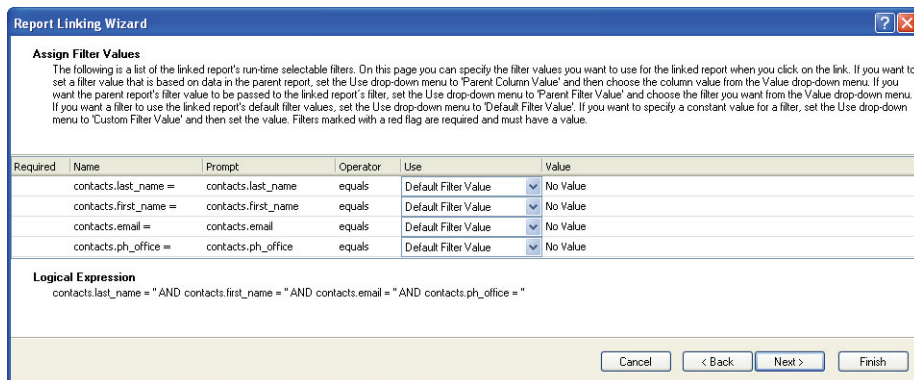 Report Linking Wizard
Assign Filter Values
The following is a list of the linked report's run-time selectable filters. On this page you can specify the filter values you want to use for the linked report when you click on the link. If you want to
set a filter value that is based on data in the parent report, set the Use drop-down menu to 'Parent Column Value' and then choose the column value from the Value drop-down menu. If you
want the parent report's filter value to be passed to the linked report's filter, set the Use drop-down menu to 'Parent Filter Value' and choose the filter you want from the Value drop-down menu.
If you want a filter to use the linked report's default filter values, set the Use drop-down menu to 'Default Filter Value'. If you want to specify a constant value for a filter, set the Use drop-down
menu to 'Custom Filter Value' and then set the value. Filters marked with a red flag are required and must have a value.
Required Name Prompt Operator Use Value
contacts.last_name = contacts.last_name equals Default Filter Value No Value
contacts.first_name = contacts.first_name equals Default Filter Value No Value
contacts.email = contacts.email equals Default Filter Value No Value
contacts.ph_office = contacts.ph_office equals Default Filter Value No Value
Logical Expression
contacts.last_name = '' AND contacts.first_name = '' AND contacts.email = '' AND contacts.ph_office = ''
Cancel < Back Next > Finish